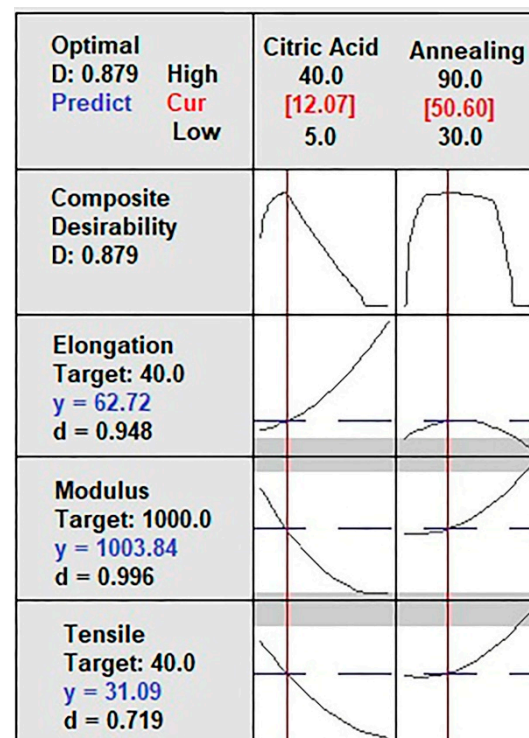 Optimal
D: 0.879 High
Predict Cur
Low
Citric Acid
40.0
[12.07]
5.0
Annealing
90.0
[50.60]
30.0
Composite
Desirability
D: 0.879
Elongation
Target: 40.0
y = 62.72
d = 0.948
Modulus
Target: 1000.0
y = 1003.84
d = 0.996
Tensile
Target: 40.0
y = 31.09
d = 0.719